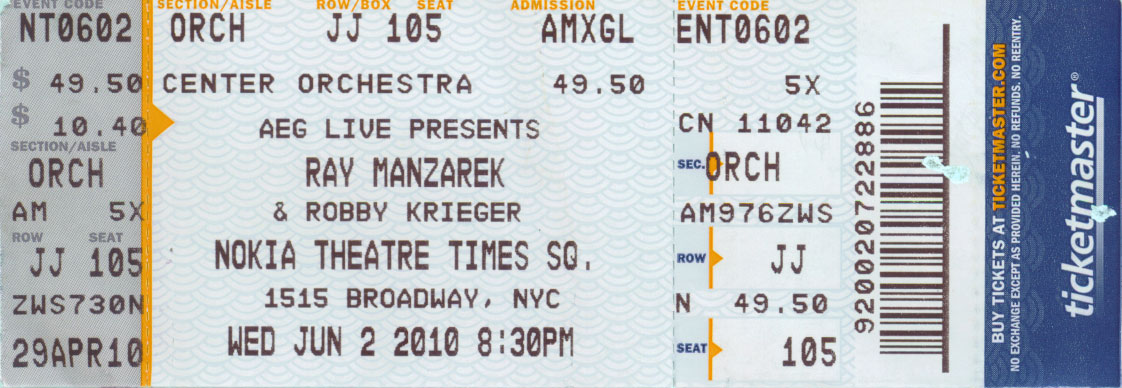 EVENT CODE
NT0602
$ 49.50
$ 10.40
SECTION/AISLE
ORCH
AM 5X
ROW SEAT
JJ 105
ZWS730N
29APR10
SECTION/AISLE ROW/BOX SEAT ADMISSION
ORCH JJ 105 AMXGL
CENTER ORCHESTRA 49.50
AEG LIVE PRESENTS
RAY MANZAREK
& ROBBY KRIEGER
NOKIA THEATRE TIMES SQ.
1515 BROADWAY, NYC
WED JUN 2 2010 8:30PM
EVENT CODE
ENT0602
5X
CN 11042
SEC. ORCH
AM976ZWS
ROW JJ
N 49.50
SEAT 105
920020722886
BUY TICKETS AT TICKETMASTER.COM
NO EXCHANGE EXCEPT AS PROVIDED HEREIN. NO REFUNDS. NO REENTRY.
ticketmaster®